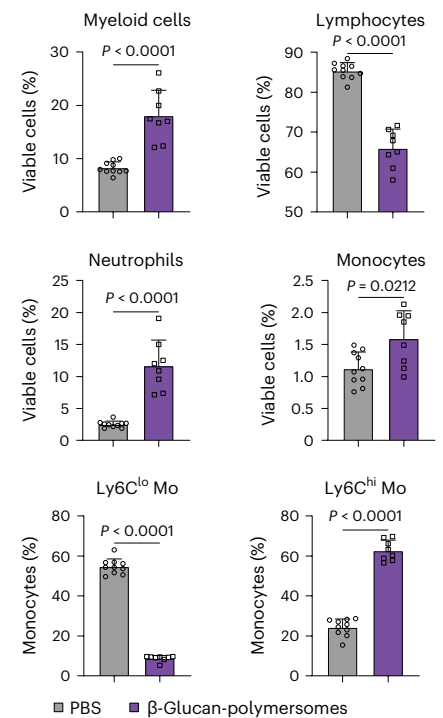 Myeloid cells
P < 0.0001
30
20
10
0
Viable cells (%)
Lymphocytes
P < 0.0001
90
80
70
60
50
Viable cells (%)
Neutrophils
P < 0.0001
25
20
15
10
5
0
Viable cells (%)
Monocytes
P = 0.0212
2.5
2.0
1.5
1.0
0.5
0
Viable cells (%)
Ly6Cˡᵒ Mo
P < 0.0001
80
60
40
20
0
Monocytes (%)
Ly6Cʰⁱ Mo
P < 0.0001
80
60
40
20
0
Monocytes (%)
PBS
β-Glucan-polymersomes